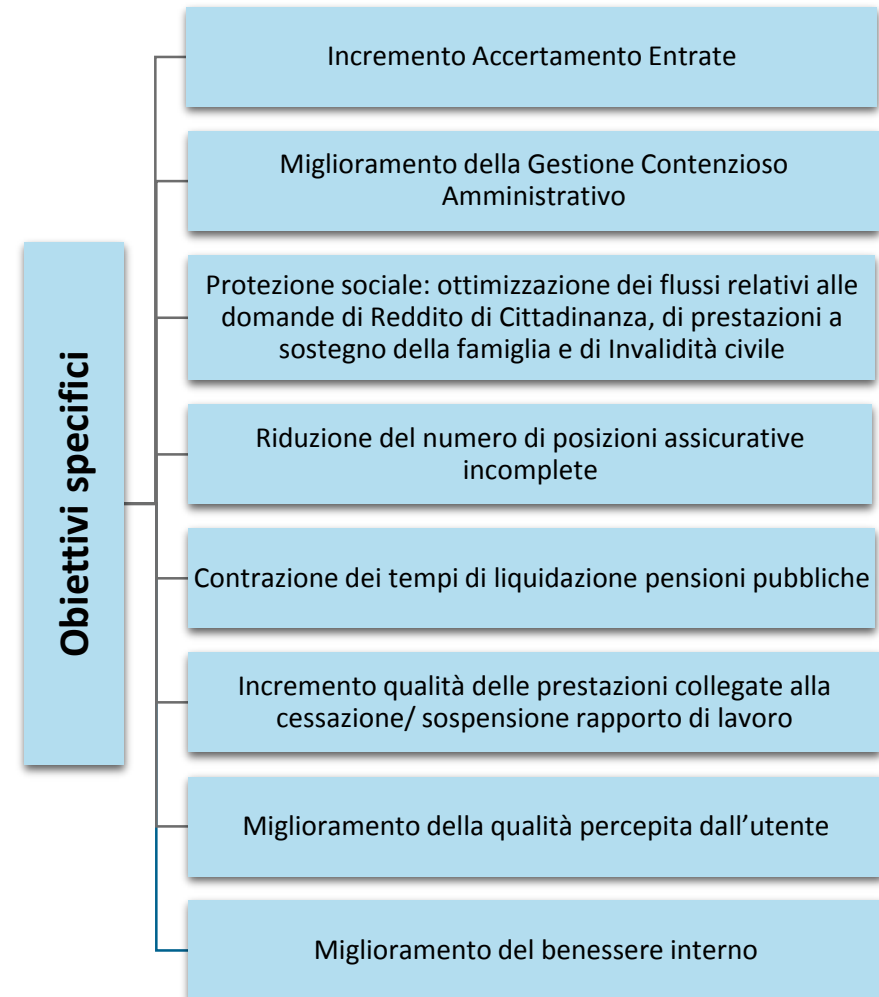 Obiettivi specifici
Incremento Accertamento Entrate
Miglioramento della Gestione Contenzioso
Amministrativo
Protezione sociale: ottimizzazione dei flussi relativi alle
domande di Reddito di Cittadinanza, di prestazioni a
sostegno della famiglia e di Invalidità civile
Riduzione del numero di posizioni assicurative
incomplete
Contrazione dei tempi di liquidazione pensioni pubbliche
Incremento qualità delle prestazioni collegate alla
cessazione/ sospensione rapporto di lavoro
Miglioramento della qualità percepita dall’utente
Miglioramento del benessere interno